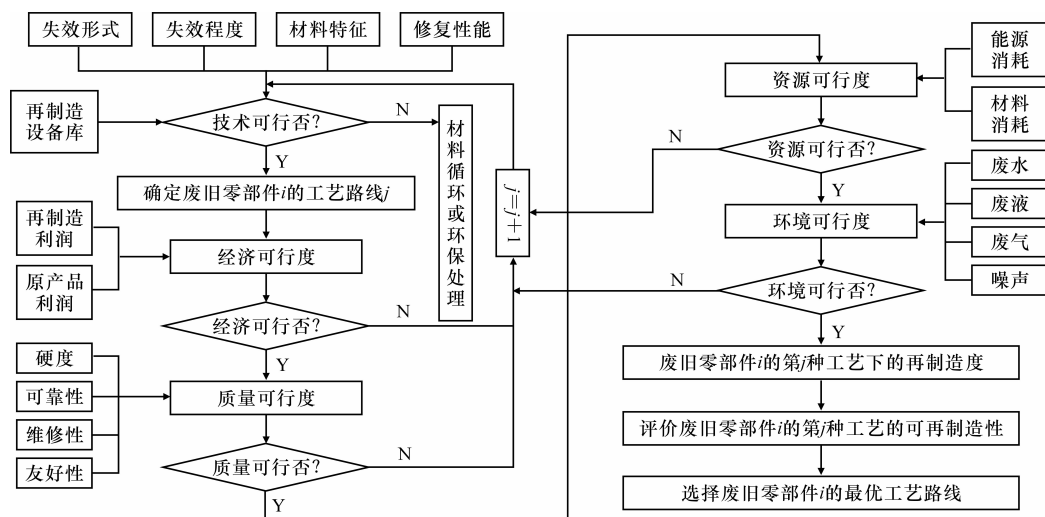 失效形式
失效程度
材料特征
修复性能
再制造
设备库
技术可行否?
N
Y
材料循环或环保处理
确定废旧零部件i的工艺路线j
再制造
利润
原产品
利润
经济可行度
经济可行否?
N
Y
硬度
可靠性
维修性
友好性
质量可行度
质量可行否?
N
Y
j=j+1
资源可行度
能源
消耗
材料
消耗
资源可行否?
N
Y
环境可行度
废水
废液
废气
噪声
环境可行否?
N
Y
废旧零部件i的第j种工艺下的再制造度
评价废旧零部件i的第j种工艺的可再制造性
选择废旧零部件i的最优工艺路线